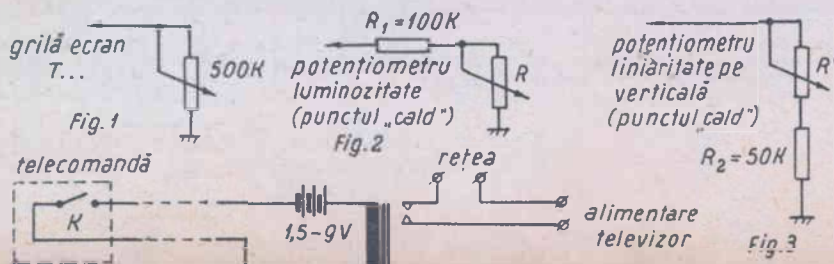 grilă ecran
T...
500K
Fig. 1
R₁ = 100K
potențiometru
luminozitate
(punctul „cald")
R
Fig. 2
potențiometru
liniaritate pe
verticală
(punctul „cald")
R
R₂ = 50K
Fig. 3
telecomandă
K
1,5-9V
rețea
alimentare
televizor